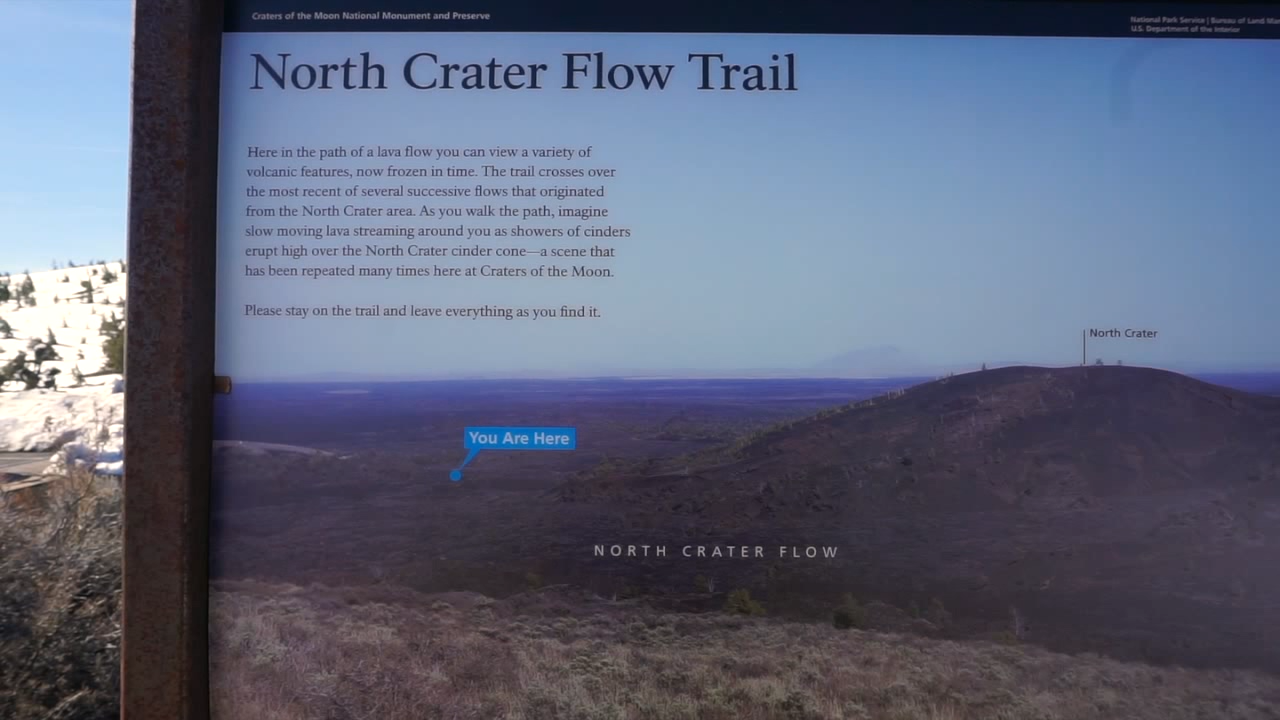 Craters of the Moon National Monument and Preserve
National Park Service | Bureau of Land
U.S. Department of the Interior
North Crater Flow Trail
Here in the path of a lava flow you can view a variety of
volcanic features, now frozen in time. The trail crosses over
the most recent of several successive flows that originated
from the North Crater area. As you walk the path, imagine
slow moving lava streaming around you as showers of cinders
erupt high over the North Crater cinder cone—a scene that
has been repeated many times here at Craters of the Moon.
Please stay on the trail and leave everything as you find it.
North Crater
You Are Here
NORTH CRATER FLOW